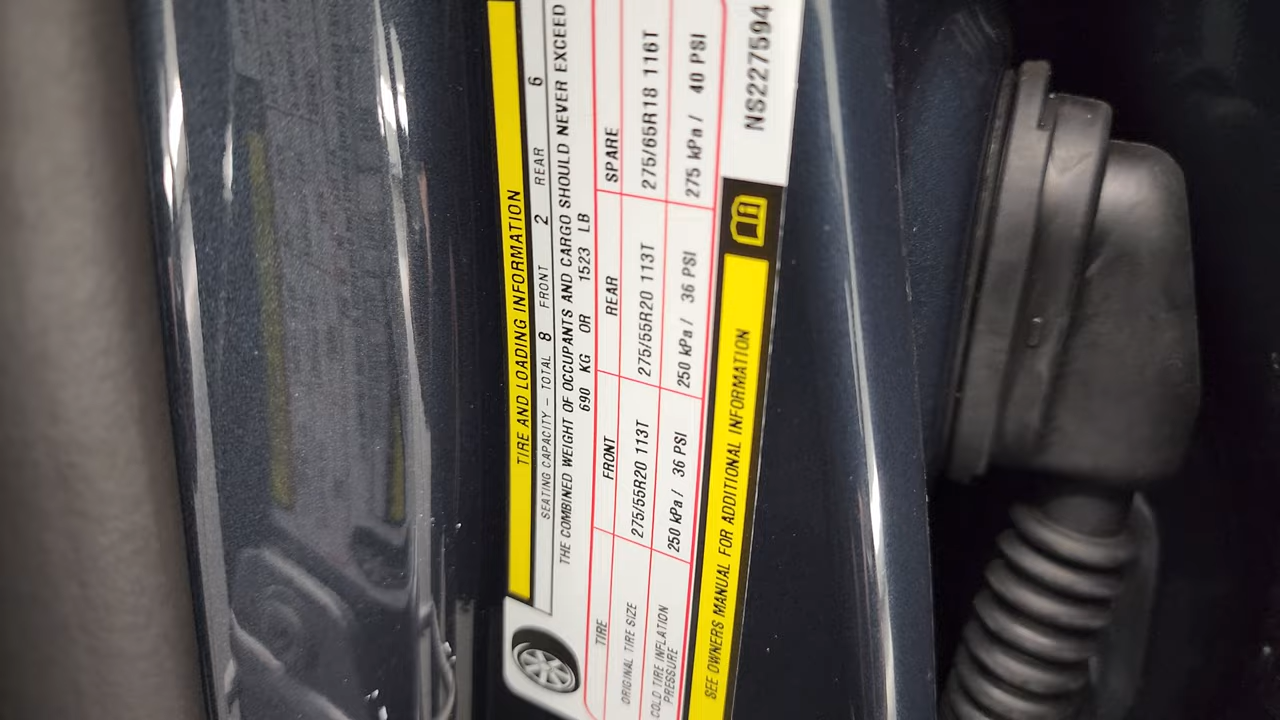 TIRE AND LOADING INFORMATION
SEATING CAPACITY – TOTAL 8 FRONT 2 REAR 6
THE COMBINED WEIGHT OF OCCUPANTS AND CARGO SHOULD NEVER EXCEED
690 KG OR 1523 LB
TIRE FRONT REAR SPARE
ORIGINAL TIRE SIZE 275/55R20 113T 275/55R20 113T 275/65R18 116T
COLD TIRE INFLATION PRESSURE 250 kPa / 36 PSI 250 kPa / 36 PSI 275 kPa / 40 PSI
SEE OWNERS MANUAL FOR ADDITIONAL INFORMATION
NS227594